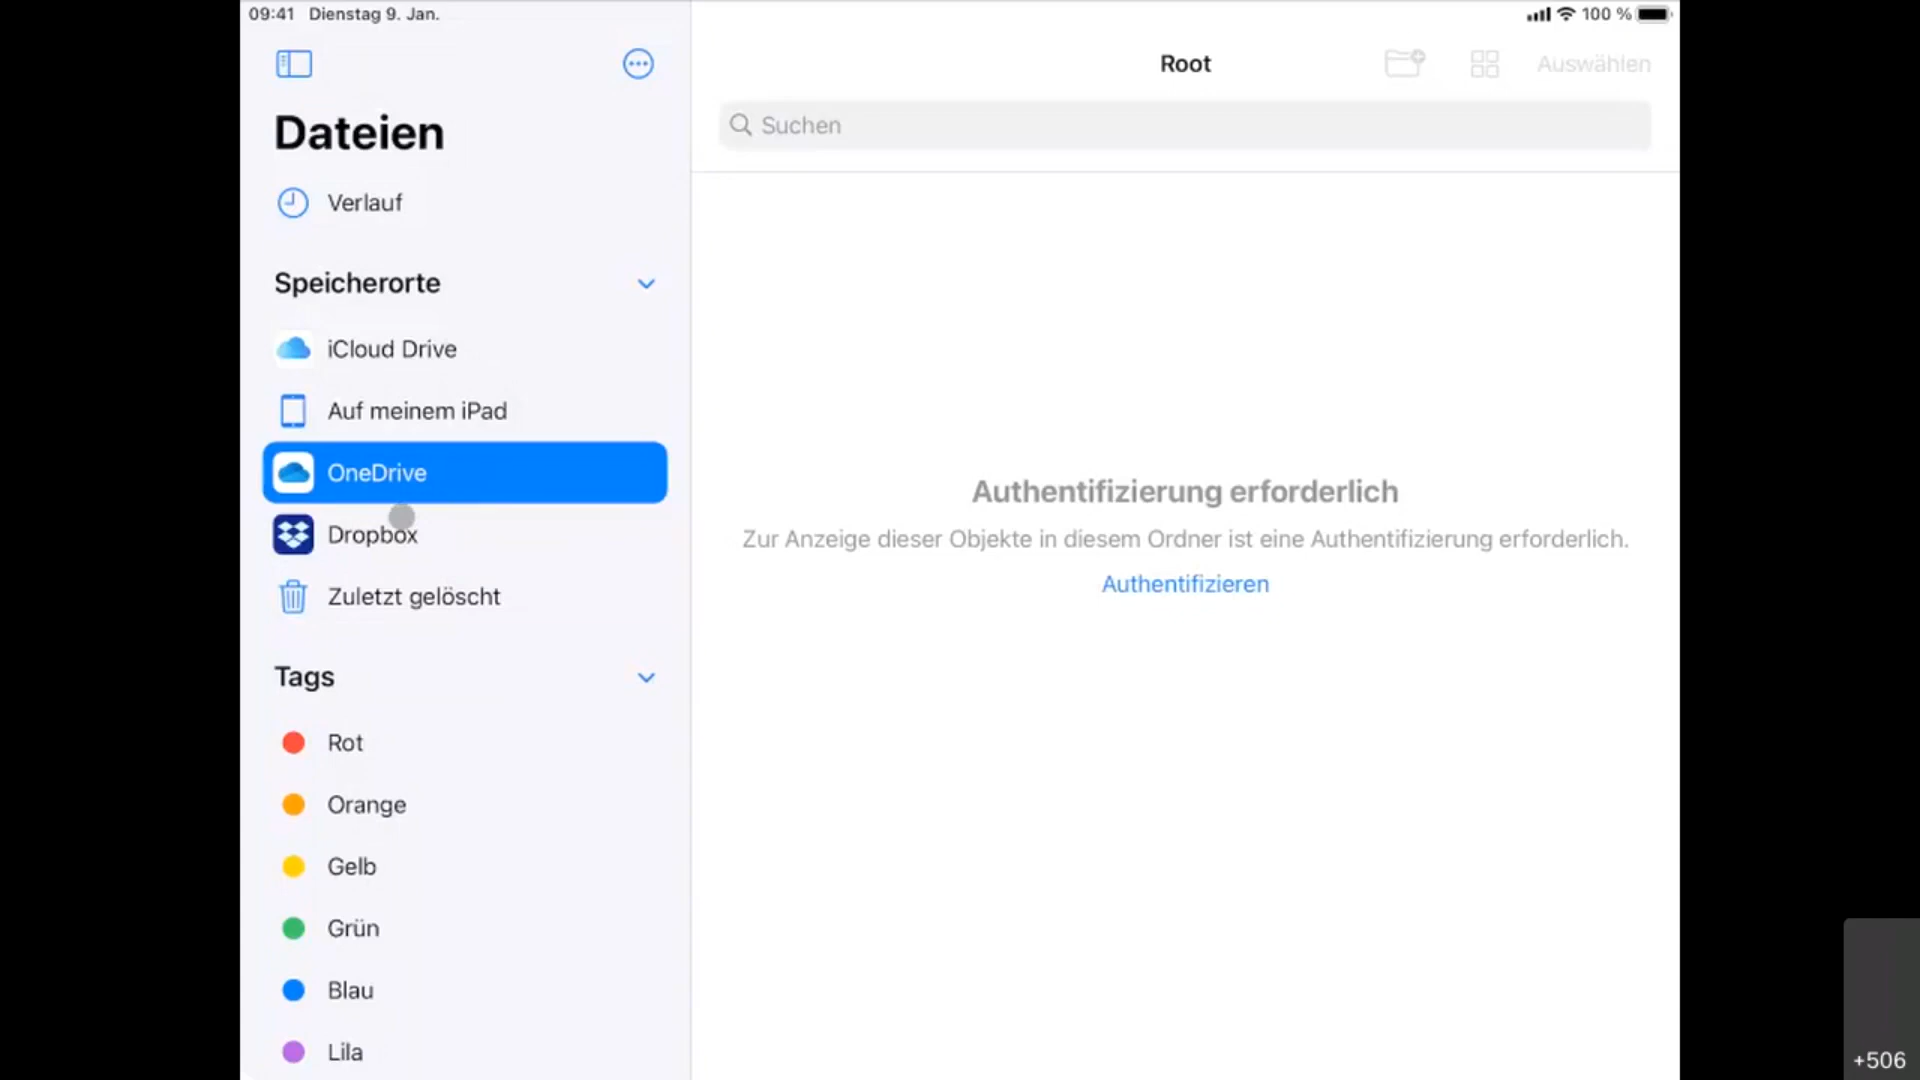 09:41 Dienstag 9. Jan.
100 %
Dateien
Verlauf
Speicherorte
iCloud Drive
Auf meinem iPad
OneDrive
Dropbox
Zuletzt gelöscht
Tags
Rot
Orange
Gelb
Grün
Blau
Lila
Root
Auswählen
Suchen
Authentifizierung erforderlich
Zur Anzeige dieser Objekte in diesem Ordner ist eine Authentifizierung erforderlich.
Authentifizieren
+506